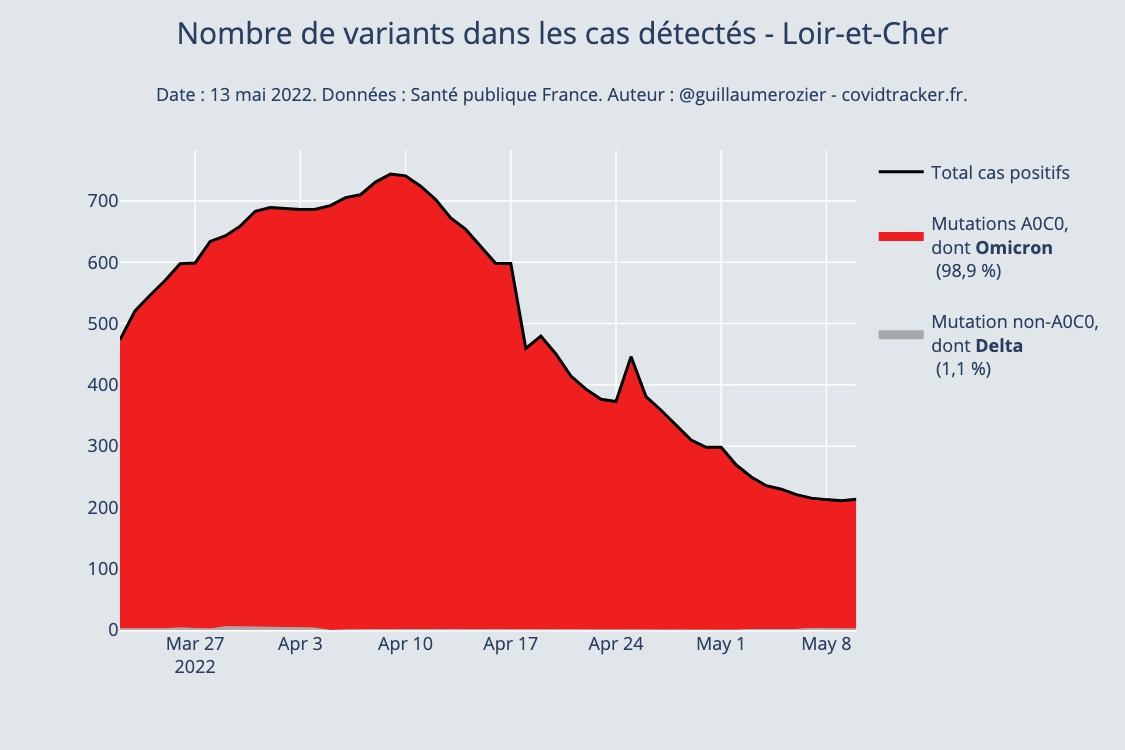 Nombre de variants dans les cas détectés - Loir-et-Cher
Date : 13 mai 2022. Données : Santé publique France. Auteur : @guillaumerozier - covidtracker.fr.
700
600
500
400
300
200
100
0
Mar 27
2022
Apr 3
Apr 10
Apr 17
Apr 24
May 1
May 8
Total cas positifs
Mutations A0C0,
dont Omicron
(98,9 %)
Mutation non-A0C0,
dont Delta
(1,1 %)